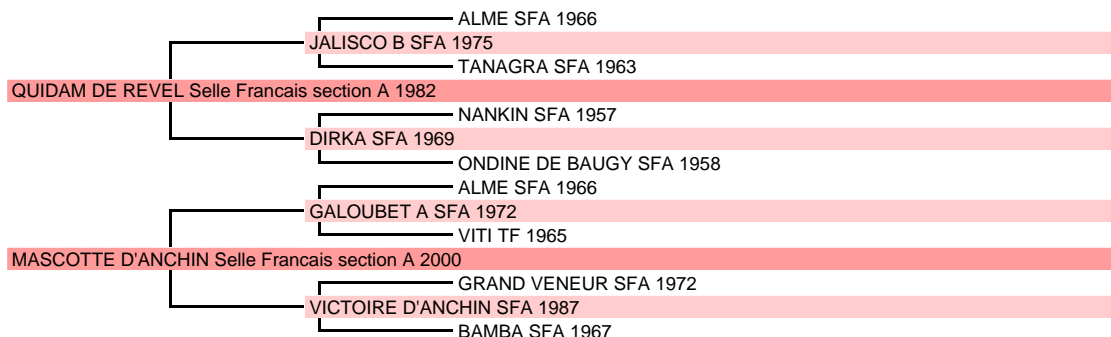 ALME SFA 1966
JALISCO B SFA 1975
TANAGRA SFA 1963
QUIDAM DE REVEL Selle Francais section A 1982
NANKIN SFA 1957
DIRKA SFA 1969
ONDINE DE BAUGY SFA 1958
ALME SFA 1966
GALOUBET A SFA 1972
VITI TF 1965
MASCOTTE D'ANCHIN Selle Francais section A 2000
GRAND VENEUR SFA 1972
VICTOIRE D'ANCHIN SFA 1987
BAMBA SFA 1967